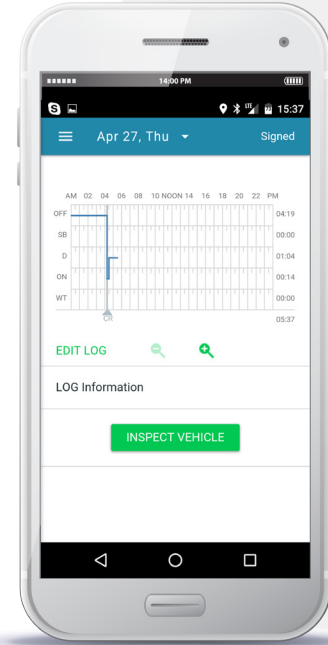 14:00 PM
S LTE 15:37
Apr 27, Thu Signed
AM 02 04 06 08 10 NOON 14 16 18 20 22 PM
OFF 04:19
SB 00:00
D 01:04
ON 00:14
WT 00:00
CR 05:37
EDIT LOG
LOG Information
INSPECT VEHICLE